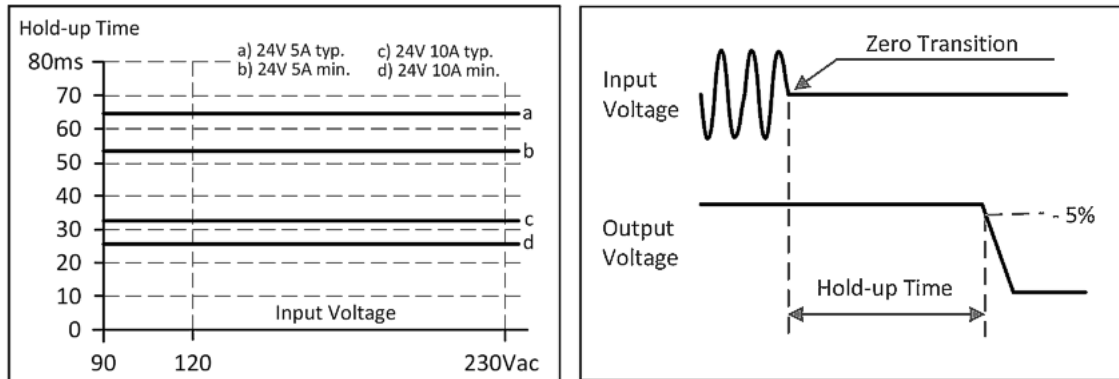 Hold-up Time
80ms
70
60
50
40
30
20
10
0
a) 24V 5A typ. c) 24V 10A typ.
b) 24V 5A min. d) 24V 10A min.
a
b
c
d
Input Voltage
90 120 230Vac
Zero Transition
Input
Voltage
- 5%
Output
Voltage
Hold-up Time